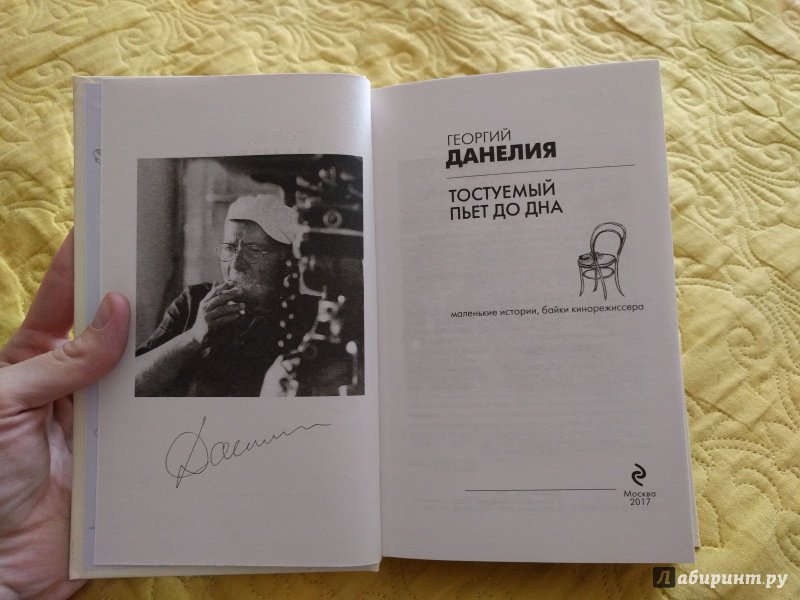 ГЕОРГИЙ
ДАНЕЛИЯ
ТОСТУЕМЫЙ
ПЬЕТ ДО ДНА
маленькие истории, байки кинорежиссера
Москва
2017
Лабиринт.ру